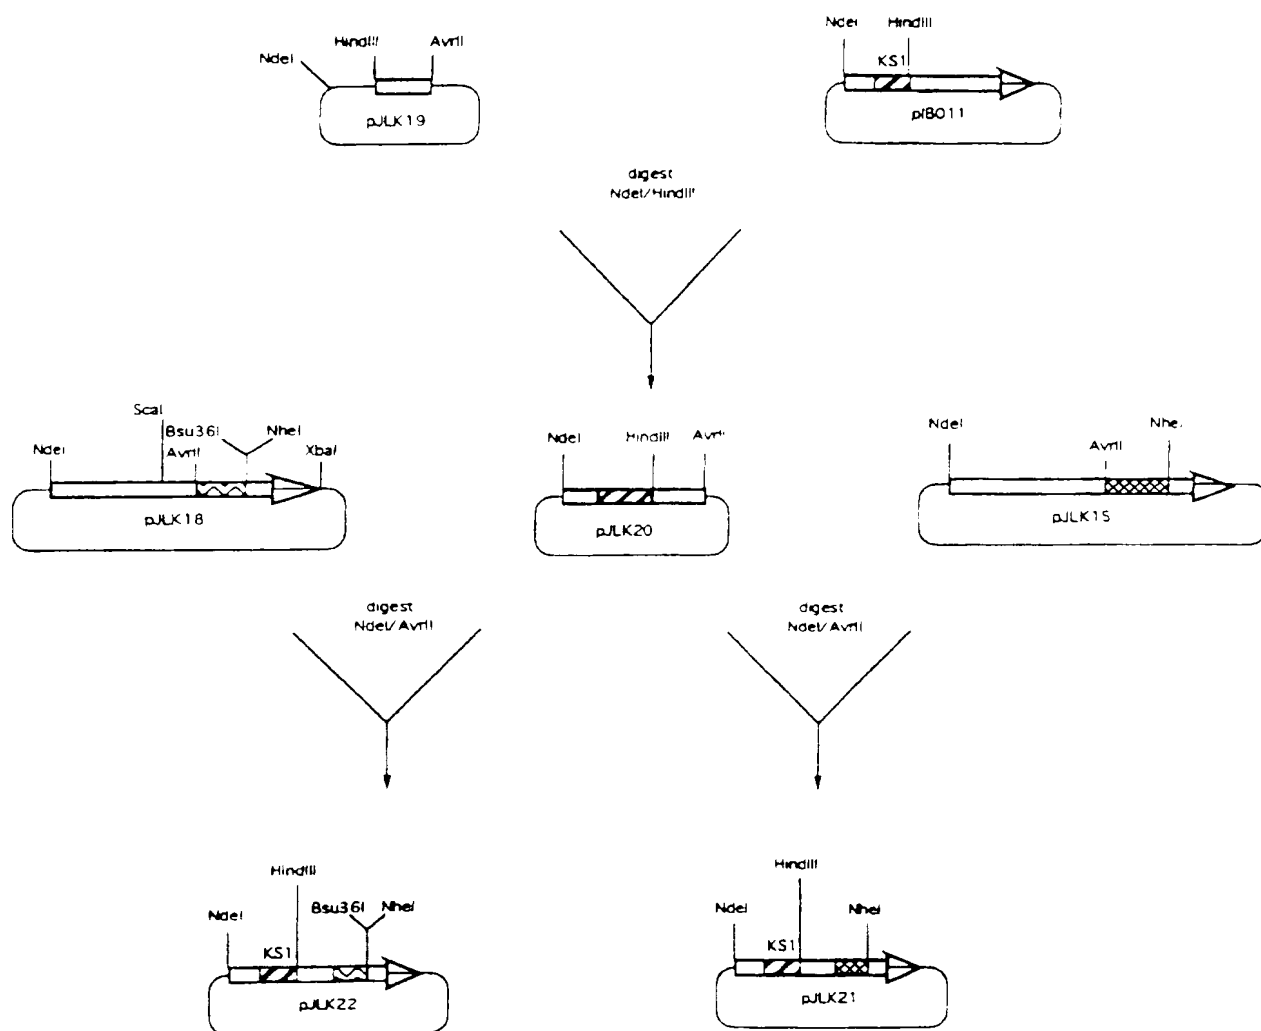 NdeI
HindIII
AvrII
pJLK19
NdeI
HindIII
KS1
pIB011
digest
NdeI/HindIII
NdeI
ScaI
Bsu36I
AvrII
NheI
XbaI
pJLK18
NdeI
HindIII
AvrII
pJLK20
NdeI
AvrII
NheI
pJLK15
digest
NdeI/AvrII
digest
NdeI/AvrII
NdeI
KS1
HindIII
Bsu36I
NheI
pJLK22
NdeI
KS1
HindIII
NheI
pJLK21